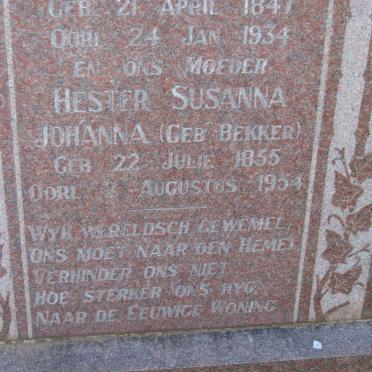 GEB 21 APRIL 1847
OORL 24 JAN 1934
EN ONS MOEDER
HESTER SUSANNA
JOHANNA (GEB BEKKER)
GEB 22 JULIE 1855
OORL 2 AUGUSTUS 1934
WYK WERELDSCH GEWEMEL
ONS MOET NAAR DEN HEMEL
VERHINDER ONS NIET
HOE STERKER ONS HYG
NAAR DE EEUWIGE WONING